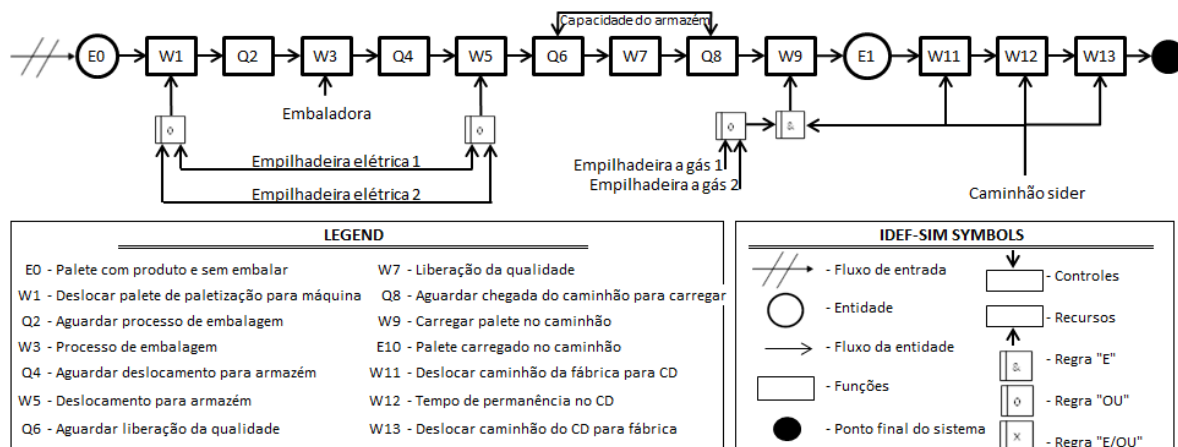 Capacidade do armazém
E0
W1
Q2
W3
Q4
W5
Q6
W7
Q8
W9
E1
W11
W12
W13
Embaladora
O
O
O
&
Empilhadeira elétrica 1
Empilhadeira elétrica 2
Empilhadeira a gás 1
Empilhadeira a gás 2
Caminhão sider
LEGEND
E0 - Palete com produto e sem embalar
W1 - Deslocar palete de paletização para máquina
Q2 - Aguardar processo de embalagem
W3 - Processo de embalagem
Q4 - Aguardar deslocamento para armazém
W5 - Deslocamento para armazém
Q6 - Aguardar liberação da qualidade
W7 - Liberação da qualidade
Q8 - Aguardar chegada do caminhão para carregar
W9 - Carregar palete no caminhão
E10 - Palete carregado no caminhão
W11 - Deslocar caminhão da fábrica para CD
W12 - Tempo de permanência no CD
W13 - Deslocar caminhão do CD para fábrica
IDEF-SIM SYMBOLS
- Fluxo de entrada
- Entidade
- Fluxo da entidade
- Funções
- Ponto final do sistema
- Controles
- Recursos
& - Regra "E"
O - Regra "OU"
X - Regra "E/OU"